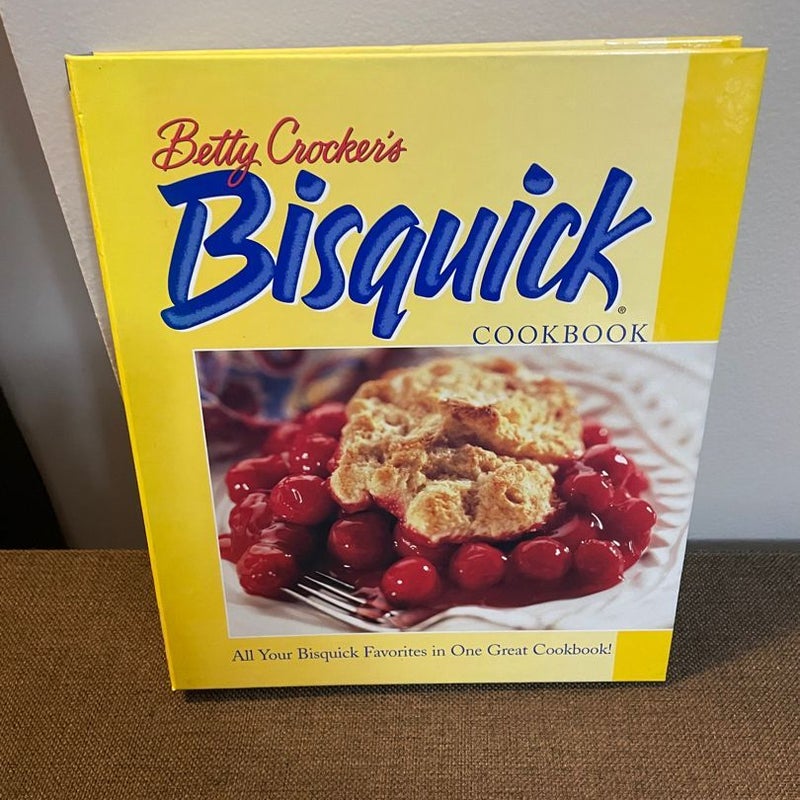 Betty Crocker's
Bisquick®
COOKBOOK
All Your Bisquick Favorites in One Great Cookbook!